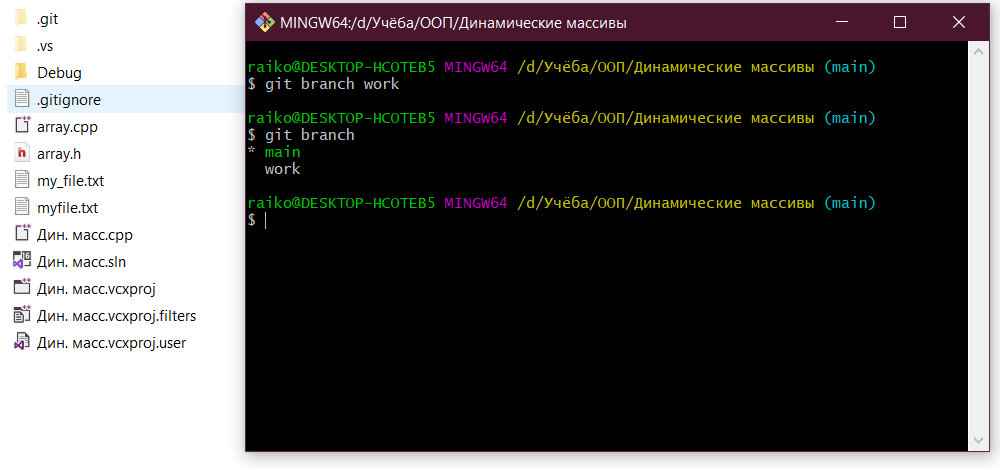 .git
.vs
Debug
.gitignore
array.cpp
array.h
my_file.txt
myfile.txt
Дин. масс.cpp
Дин. масс.sln
Дин. масс.vcxproj
Дин. масс.vcxproj.filters
Дин. масс.vcxproj.user
MINGW64:/d/Учёба/ООП/Динамические массивы
raiko@DESKTOP-HCOTEB5 MINGW64 /d/Учёба/ООП/Динамические массивы (main)
$ git branch work
raiko@DESKTOP-HCOTEB5 MINGW64 /d/Учёба/ООП/Динамические массивы (main)
$ git branch
* main
work
raiko@DESKTOP-HCOTEB5 MINGW64 /d/Учёба/ООП/Динамические массивы (main)
$